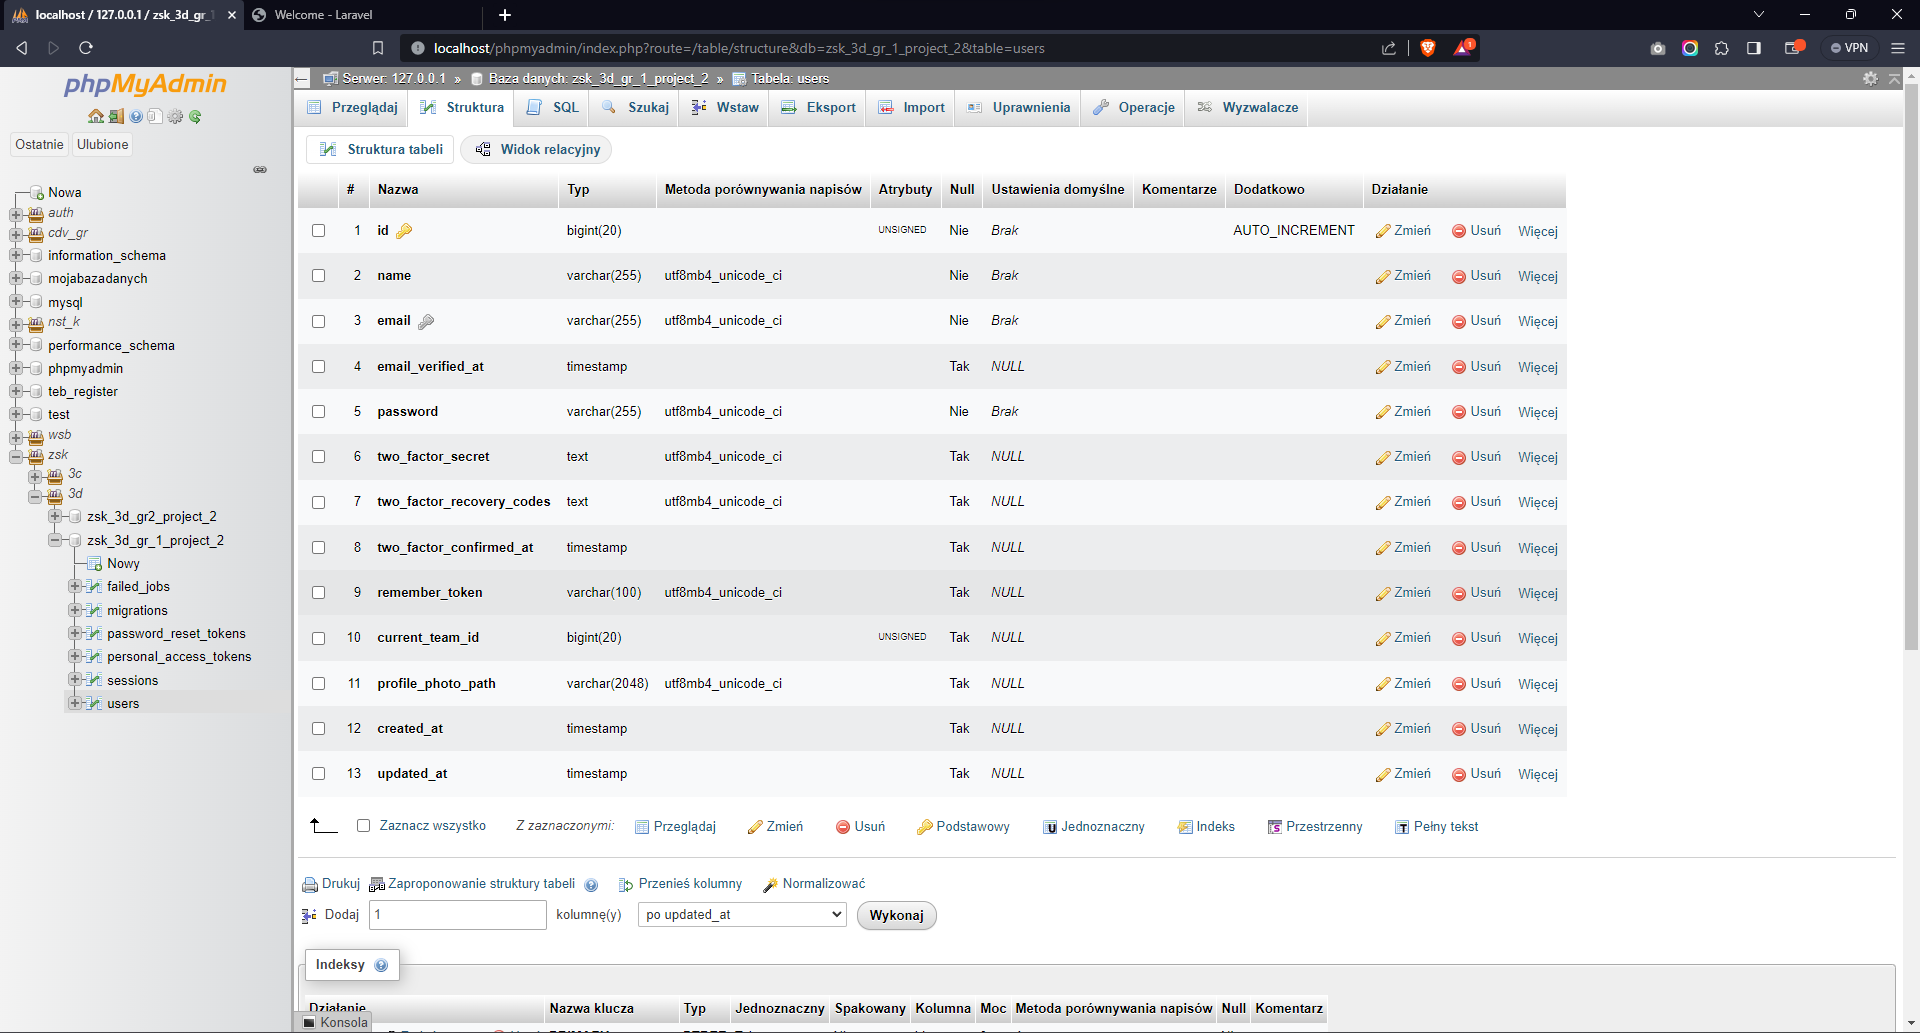 localhost / 127.0.0.1 / zsk_3d_gr_1_
Welcome - Laravel
localhost/phpmyadmin/index.php?route=/table/structure&db=zsk_3d_gr_1_project_2&table=users
1
VPN
phpMyAdmin
Ostatnie Ulubione
Nowa
auth
cdv_gr
information_schema
mojabazadanych
mysql
nst_k
performance_schema
phpmyadmin
teb_register
test
wsb
zsk
3c
3d
zsk_3d_gr2_project_2
zsk_3d_gr_1_project_2
Nowy
failed_jobs
migrations
password_reset_tokens
personal_access_tokens
sessions
users
Serwer: 127.0.0.1 » Baza danych: zsk_3d_gr_1_project_2 » Tabela: users
Przeglądaj Struktura SQL Szukaj Wstaw Eksport Import Uprawnienia Operacje Wyzwalacze
Struktura tabeli Widok relacyjny
# Nazwa Typ Metoda porównywania napisów Atrybuty Null Ustawienia domyślne Komentarze Dodatkowo Działanie
1 id bigint(20) UNSIGNED Nie Brak AUTO_INCREMENT Zmień Usuń Więcej
2 name varchar(255) utf8mb4_unicode_ci Nie Brak Zmień Usuń Więcej
3 email varchar(255) utf8mb4_unicode_ci Nie Brak Zmień Usuń Więcej
4 email_verified_at timestamp Tak NULL Zmień Usuń Więcej
5 password varchar(255) utf8mb4_unicode_ci Nie Brak Zmień Usuń Więcej
6 two_factor_secret text utf8mb4_unicode_ci Tak NULL Zmień Usuń Więcej
7 two_factor_recovery_codes text utf8mb4_unicode_ci Tak NULL Zmień Usuń Więcej
8 two_factor_confirmed_at timestamp Tak NULL Zmień Usuń Więcej
9 remember_token varchar(100) utf8mb4_unicode_ci Tak NULL Zmień Usuń Więcej
10 current_team_id bigint(20) UNSIGNED Tak NULL Zmień Usuń Więcej
11 profile_photo_path varchar(2048) utf8mb4_unicode_ci Tak NULL Zmień Usuń Więcej
12 created_at timestamp Tak NULL Zmień Usuń Więcej
13 updated_at timestamp Tak NULL Zmień Usuń Więcej
Zaznacz wszystko Z zaznaczonymi: Przeglądaj Zmień Usuń Podstawowy Jednoznaczny Indeks Przestrzenny Pełny tekst
Drukuj Zaproponowanie struktury tabeli Przenieś kolumny Normalizować
Dodaj 1 kolumnę(y) po updated_at Wykonaj
Indeksy
Działanie Nazwa klucza Typ Jednoznaczny Spakowany Kolumna Moc Metoda porównywania napisów Null Komentarz
Konsola